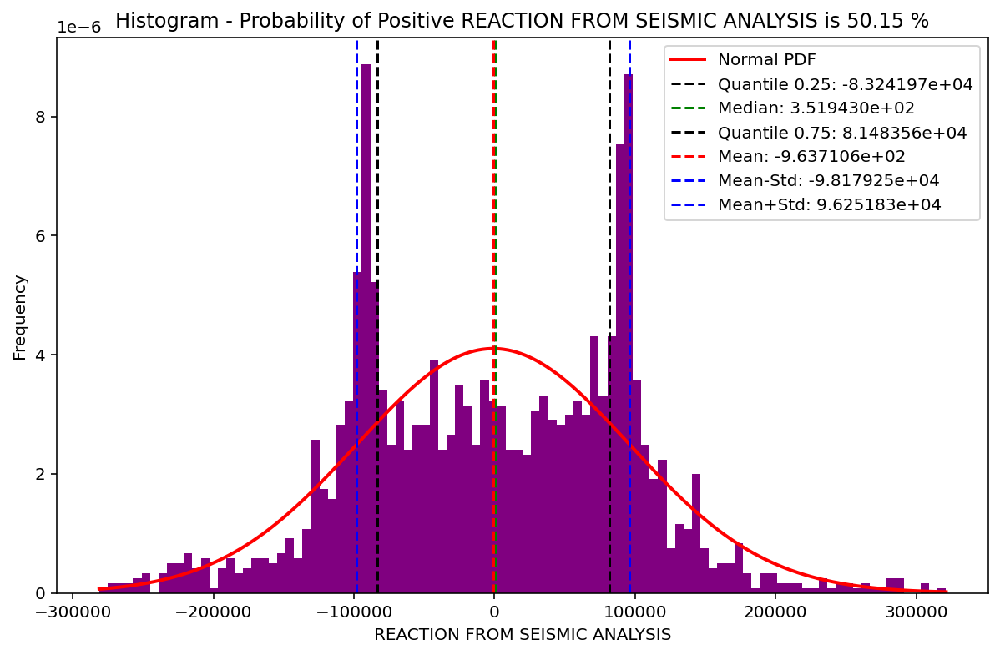 Histogram - Probability of Positive REACTION FROM SEISMIC ANALYSIS is 50.15 %
1e−6
Normal PDF
Quantile 0.25: -8.324197e+04
Median: 3.519430e+02
Quantile 0.75: 8.148356e+04
Mean: -9.637106e+02
Mean-Std: -9.817925e+04
Mean+Std: 9.625183e+04
Frequency
8
6
4
2
0
−300000 −200000 −100000 0 100000 200000 300000
REACTION FROM SEISMIC ANALYSIS